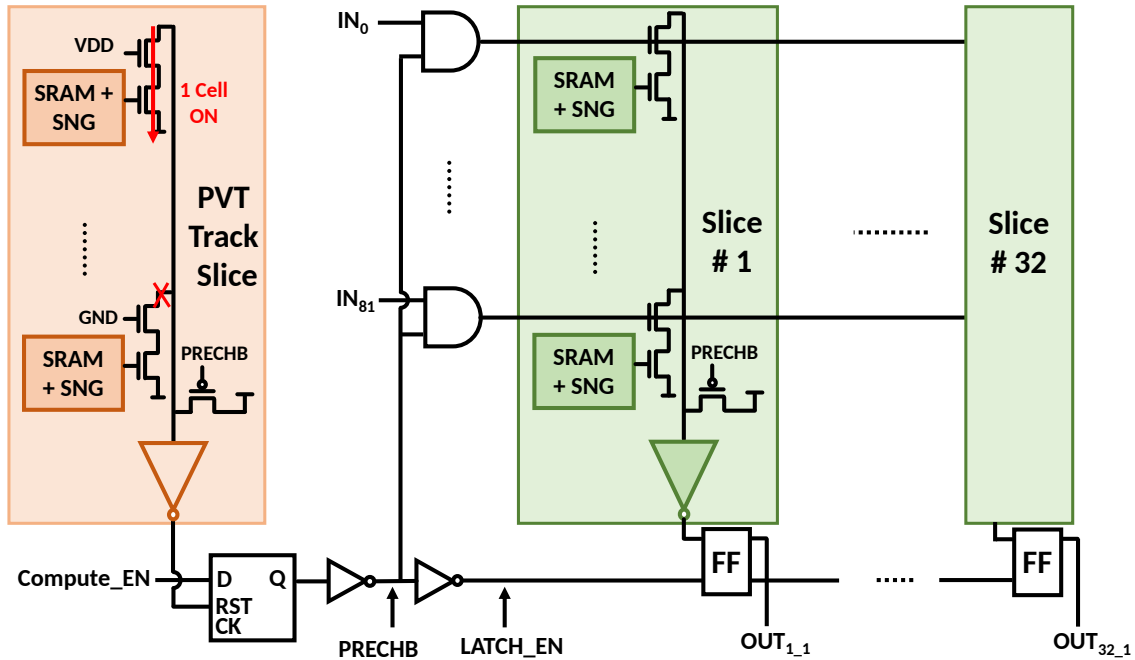 VDD
SRAM +
SNG
1 Cell
ON
PVT
Track
Slice
GND
SRAM
+ SNG
PRECHB
IN0
IN81
SRAM
+ SNG
Slice
# 1
SRAM
+ SNG
PRECHB
Slice
# 32
Compute_EN
D
Q
RST
CK
PRECHB
LATCH_EN
FF
FF
OUT1_1
OUT32_1